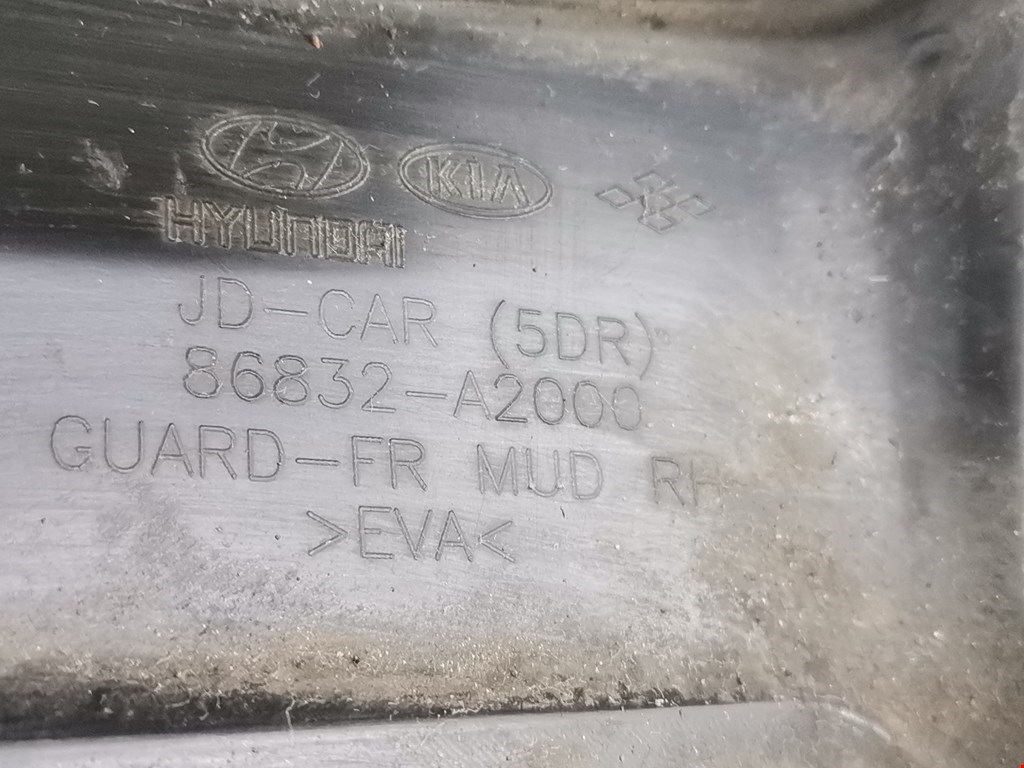 KIA
HYUNDAI
JD-CAR (5DR)
86832-A2000
GUARD-FR MUD RH
>EVA<